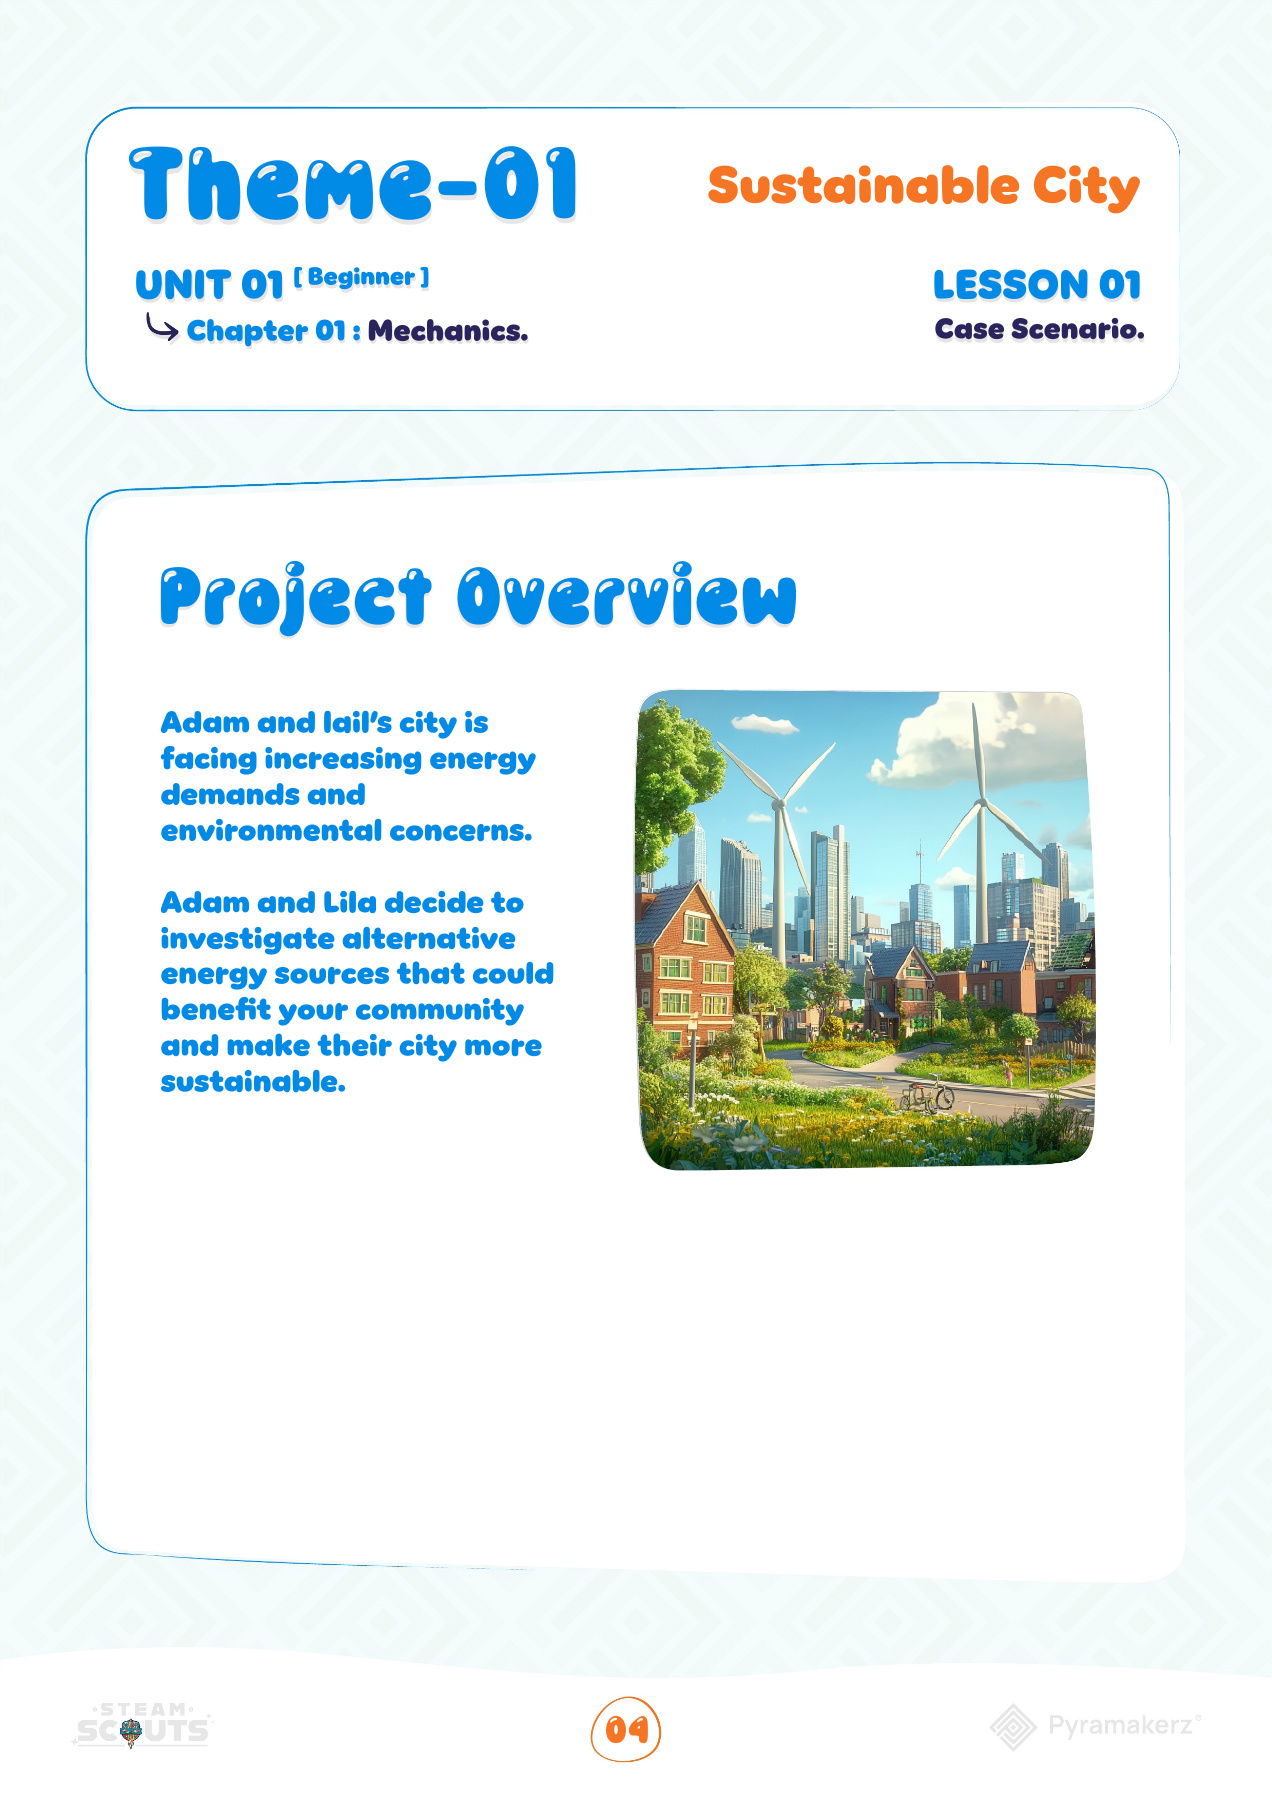 Theme-01
Sustainable City
UNIT 01 [ Beginner ]
LESSON 01
Chapter 01 : Mechanics.
Case Scenario.
Project Overview
Adam and lail's city is
facing increasing energy
demands and
environmental concerns.
Adam and Lila decide to
investigate alternative
energy sources that could
benefit your community
and make their city more
sustainable.
STEAM
SCOUTS
04
Pyramakerz